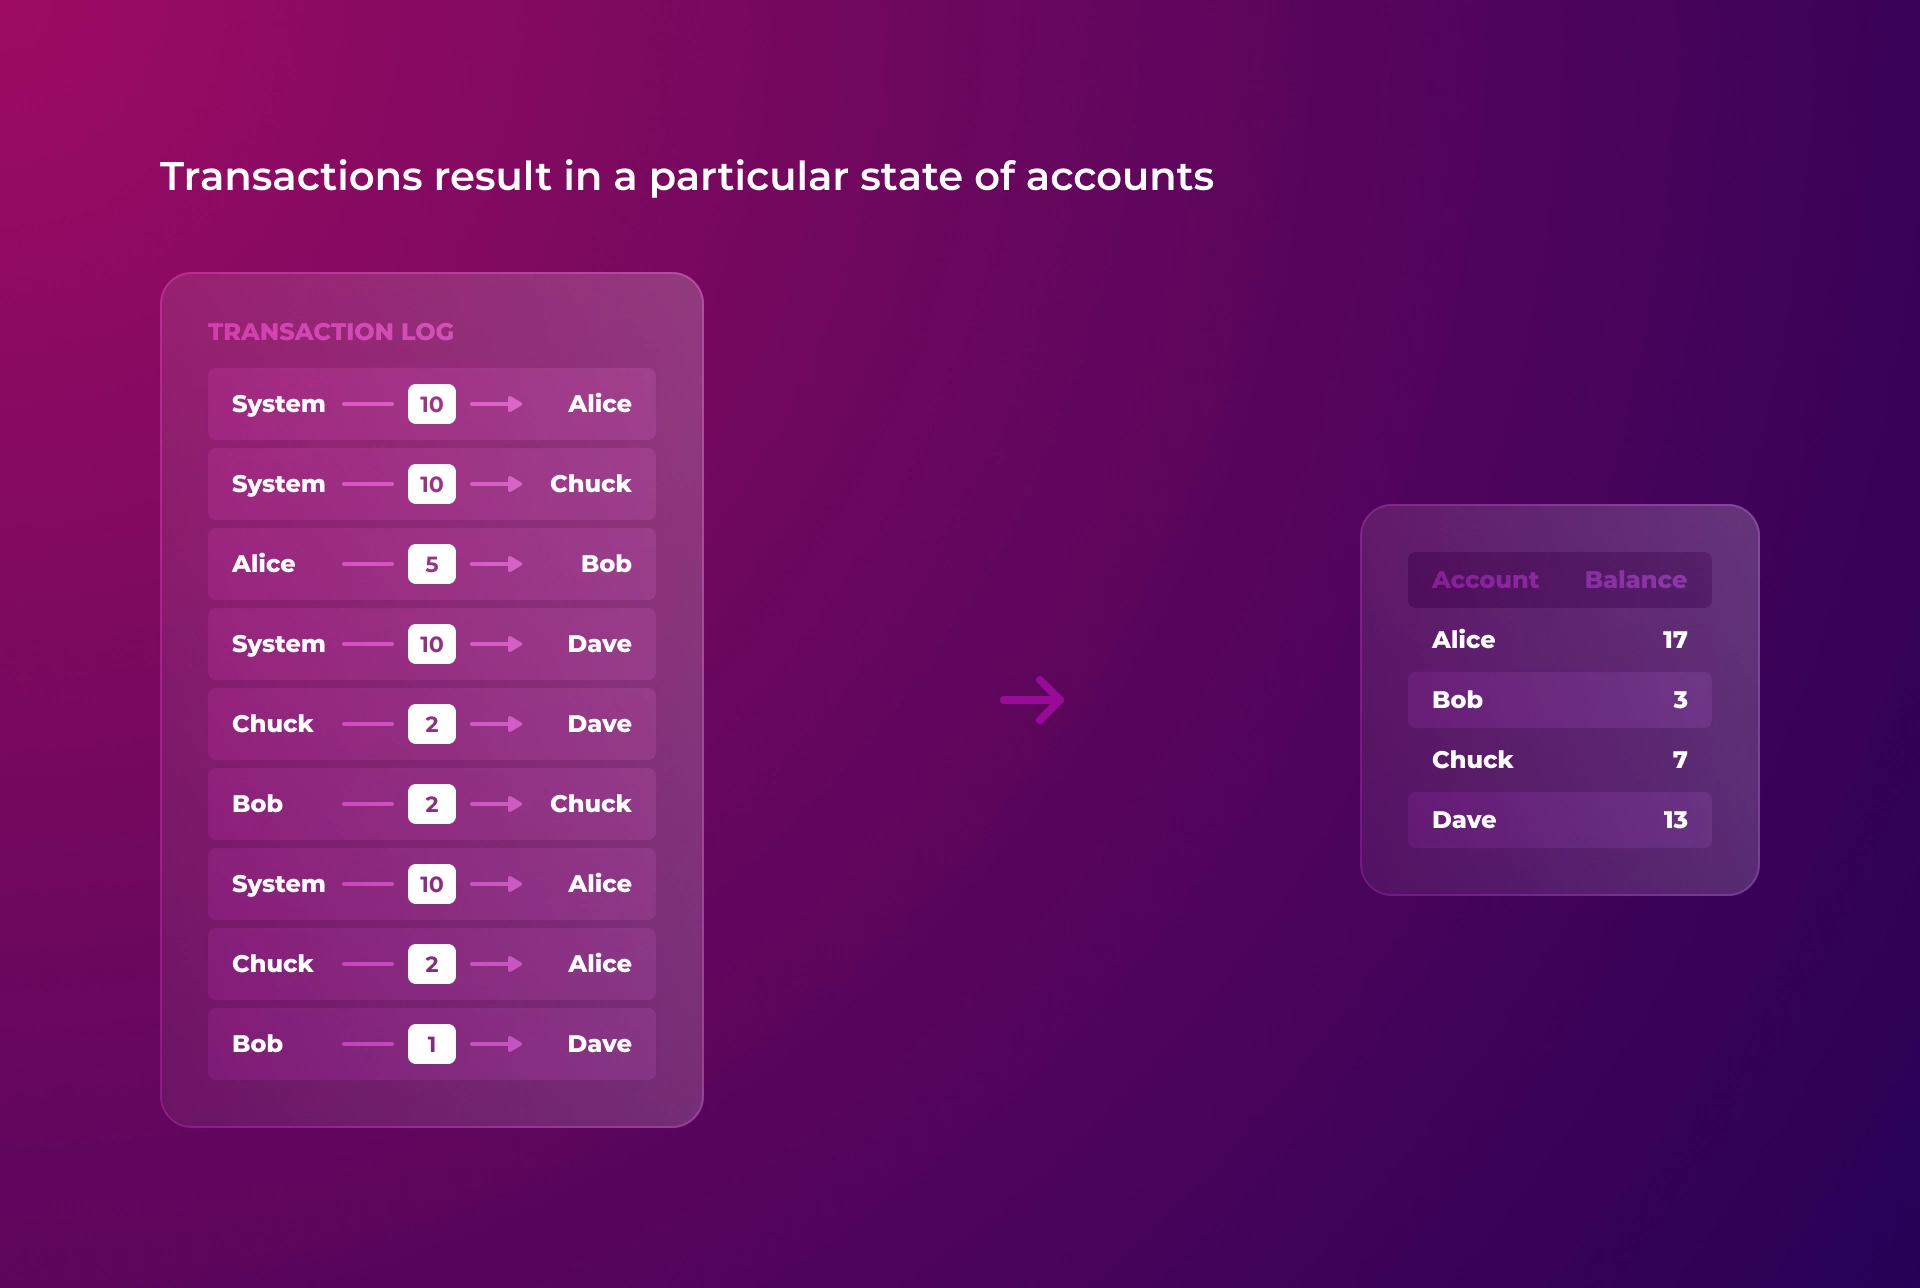 Transactions result in a particular state of accounts
TRANSACTION LOG
System 10 Alice
System 10 Chuck
Alice 5 Bob
System 10 Dave
Chuck 2 Dave
Bob 2 Chuck
System 10 Alice
Chuck 2 Alice
Bob 1 Dave
Account Balance
Alice 17
Bob 3
Chuck 7
Dave 13